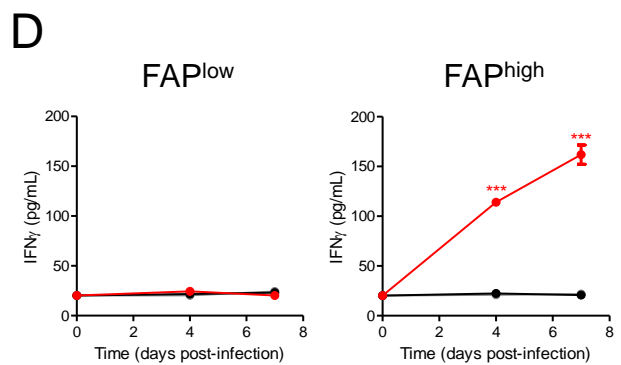 D
FAPlow
FAPhigh
200
150
100
50
0
IFNγ (pg/mL)
0 2 4 6 8
Time (days post-infection)
200
150
100
50
0
IFNγ (pg/mL)
***
***
0 2 4 6 8
Time (days post-infection)